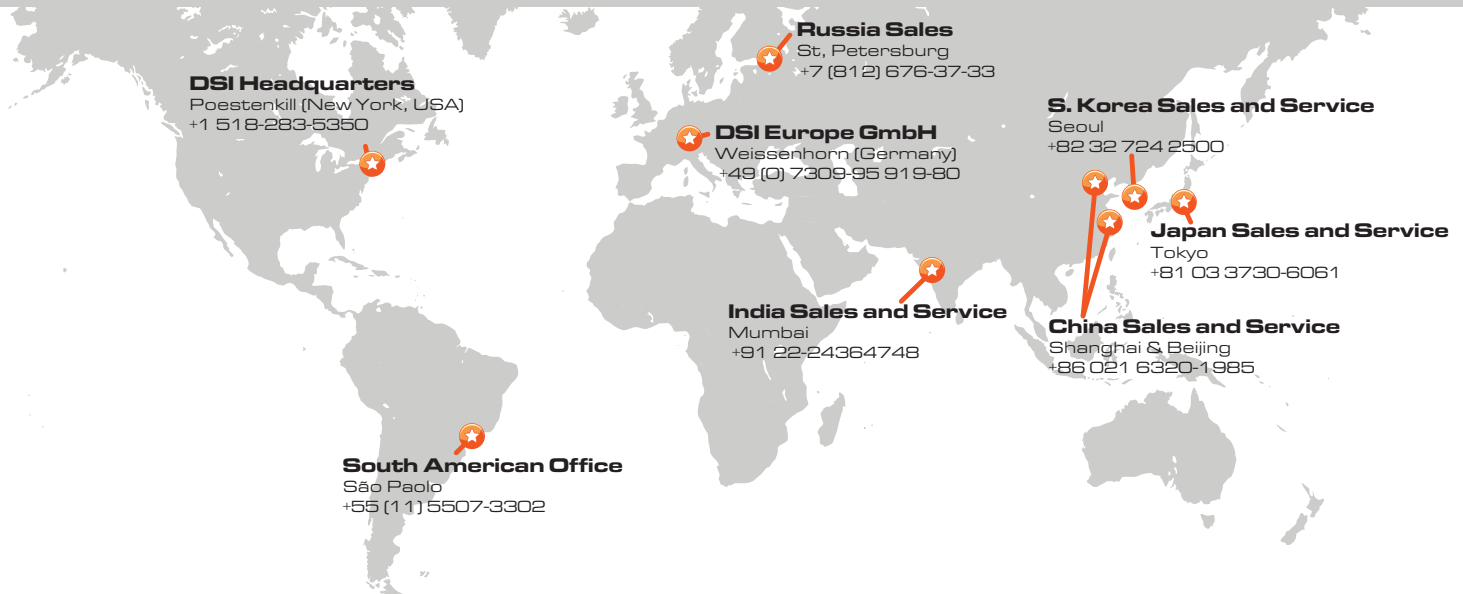 Russia Sales
St, Petersburg
+7 (812) 676-37-33
DSI Headquarters
Poestenkill (New York, USA)
+1 518-283-5350
S. Korea Sales and Service
Seoul
+82 32 724 2500
DSI Europe GmbH
Weissenhorn (Germany)
+49 (0) 7309-95 919-80
Japan Sales and Service
Tokyo
+81 03 3730-6061
India Sales and Service
Mumbai
+91 22-24364748
China Sales and Service
Shanghai & Beijing
+86 021 6320-1985
South American Office
São Paolo
+55 (11) 5507-3302